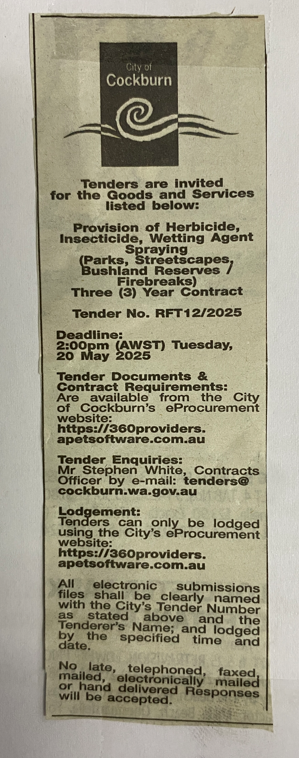 City of
Cockburn
Tenders are invited
for the Goods and Services
listed below:
Provision of Herbicide,
Insecticide, Wetting Agent
Spraying
(Parks, Streetscapes,
Bushland Reserves /
Firebreaks)
Three (3) Year Contract
Tender No. RFT12/2025
Deadline:
2:00pm (AWST) Tuesday,
20 May 2025
Tender Documents &
Contract Requirements:
Are available from the City
of Cockburn's eProcurement
website:
https://360providers.
apetsoftware.com.au
Tender Enquiries:
Mr Stephen White, Contracts
Officer by e-mail: tenders@
cockburn.wa.gov.au
Lodgement:
Tenders can only be lodged
using the City's eProcurement
website:
https://360providers.
apetsoftware.com.au
All electronic submissions
files shall be clearly named
with the City's Tender Number
as stated above and the
Tenderer's Name; and lodged
by the specified time and
date.
No late, telephoned, faxed,
mailed, electronically mailed
or hand delivered Responses
will be accepted.